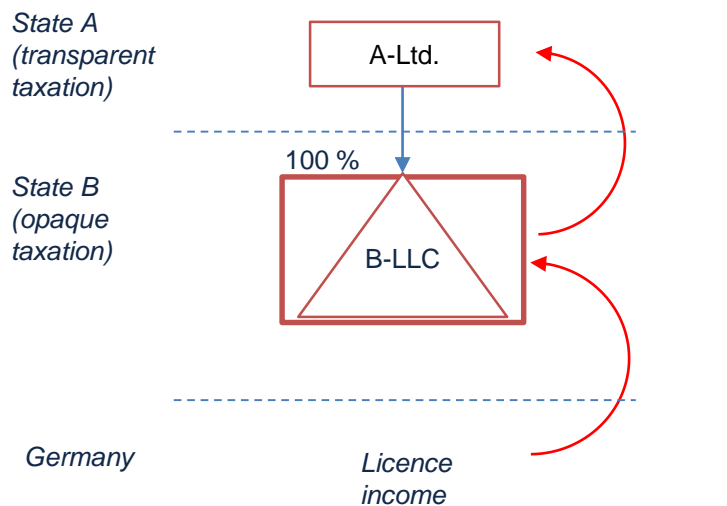 State A
(transparent
taxation)
A-Ltd.
100 %
State B
(opaque
taxation)
B-LLC
Germany
Licence
income